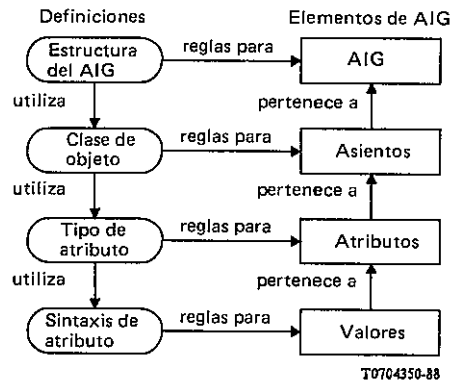 Definiciones
Elementos de AIG
Estructura
del AIG
reglas para
AIG
utiliza
pertenece a
Clase de
objeto
reglas para
Asientos
utiliza
pertenece a
Tipo de
atributo
reglas para
Atributos
utiliza
pertenece a
Sintaxis de
atributo
reglas para
Valores
T0704350-88